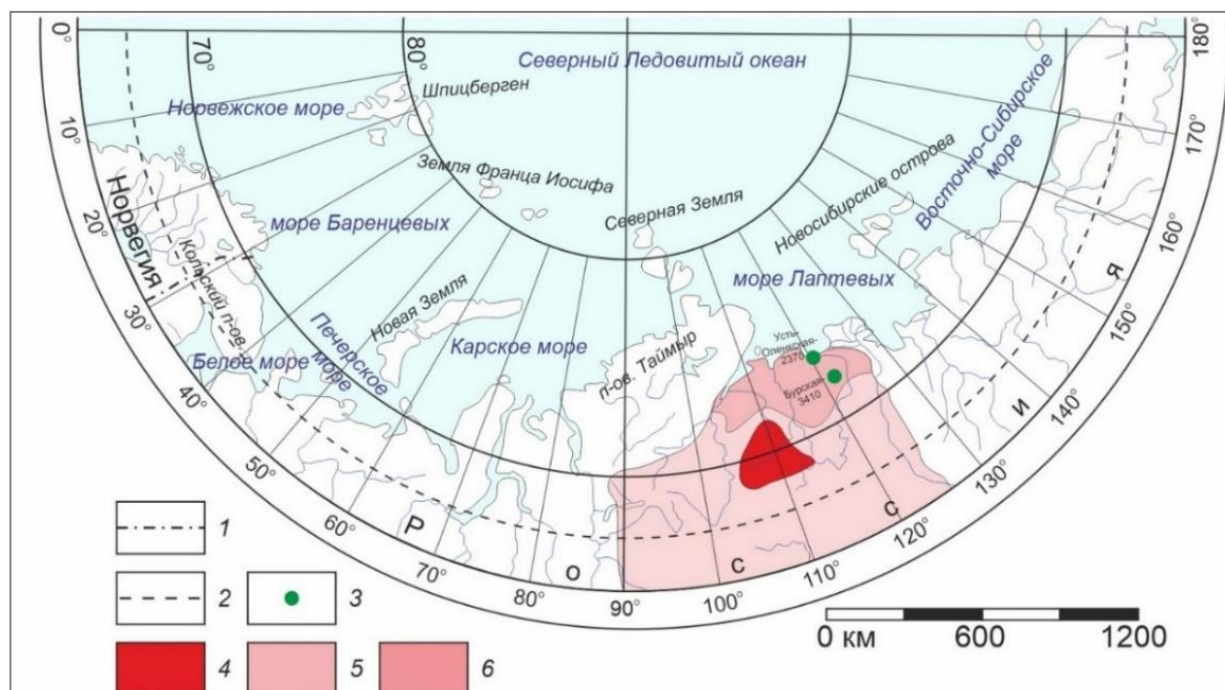 Северный Ледовитый океан
Норвежское море
Шпицберген
Земля Франца Иосифа
Северная Земля
Новосибирские острова
Восточно-Сибирское
море
Норвегия
море Баренцевых
море Лаптевых
Кольский п-ов.
Новая Земля
Печерское
море
Карское море
п-ов. Таймыр
Белое море
Усть-
Оленкская-
2370
Бурская-
3410
Р О С С И Я
0°
10°
20°
30°
40°
50°
60°
70°
80°
90°
100°
110°
120°
130°
140°
150°
160°
170°
180°
70°
80°
1
2
3
4
5
6
0 км 600 1200